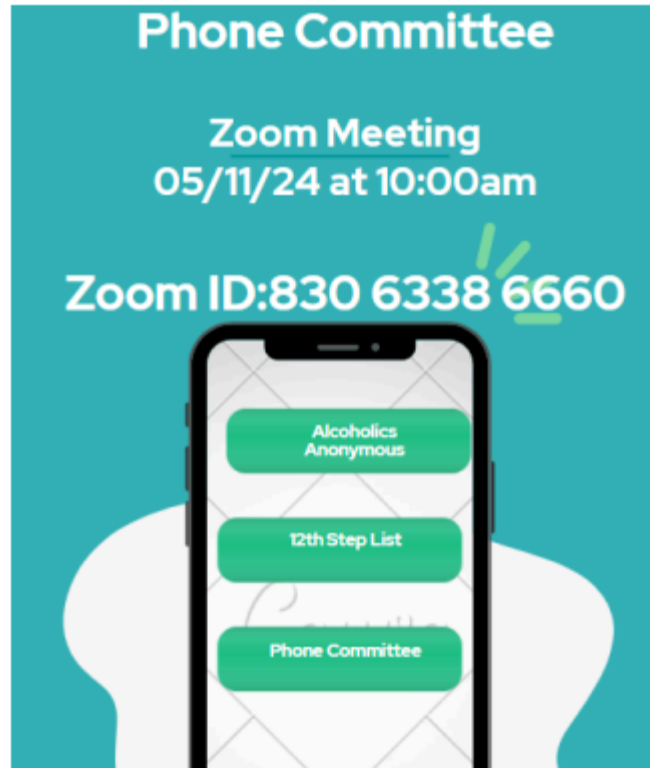 Phone Committee
Zoom Meeting
05/11/24 at 10:00am
Zoom ID:830 6338 6660
Alcoholics
Anonymous
12th Step List
Phone Committee